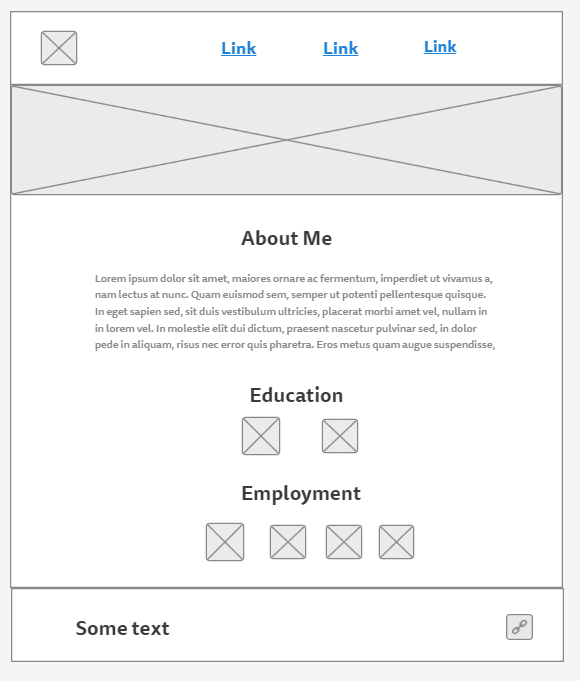 Link Link Link
About Me
Lorem ipsum dolor sit amet, maiores ornare ac fermentum, imperdiet ut vivamus a,
nam lectus at nunc. Quam euismod sem, semper ut potenti pellentesque quisque.
In eget sapien sed, sit duis vestibulum ultricies, placerat morbi amet vel, nullam in
in lorem vel. In molestie elit dui dictum, praesent nascetur pulvinar sed, in dolor
pede in aliquam, risus nec error quis pharetra. Eros metus quam augue suspendisse,
Education
Employment
Some text